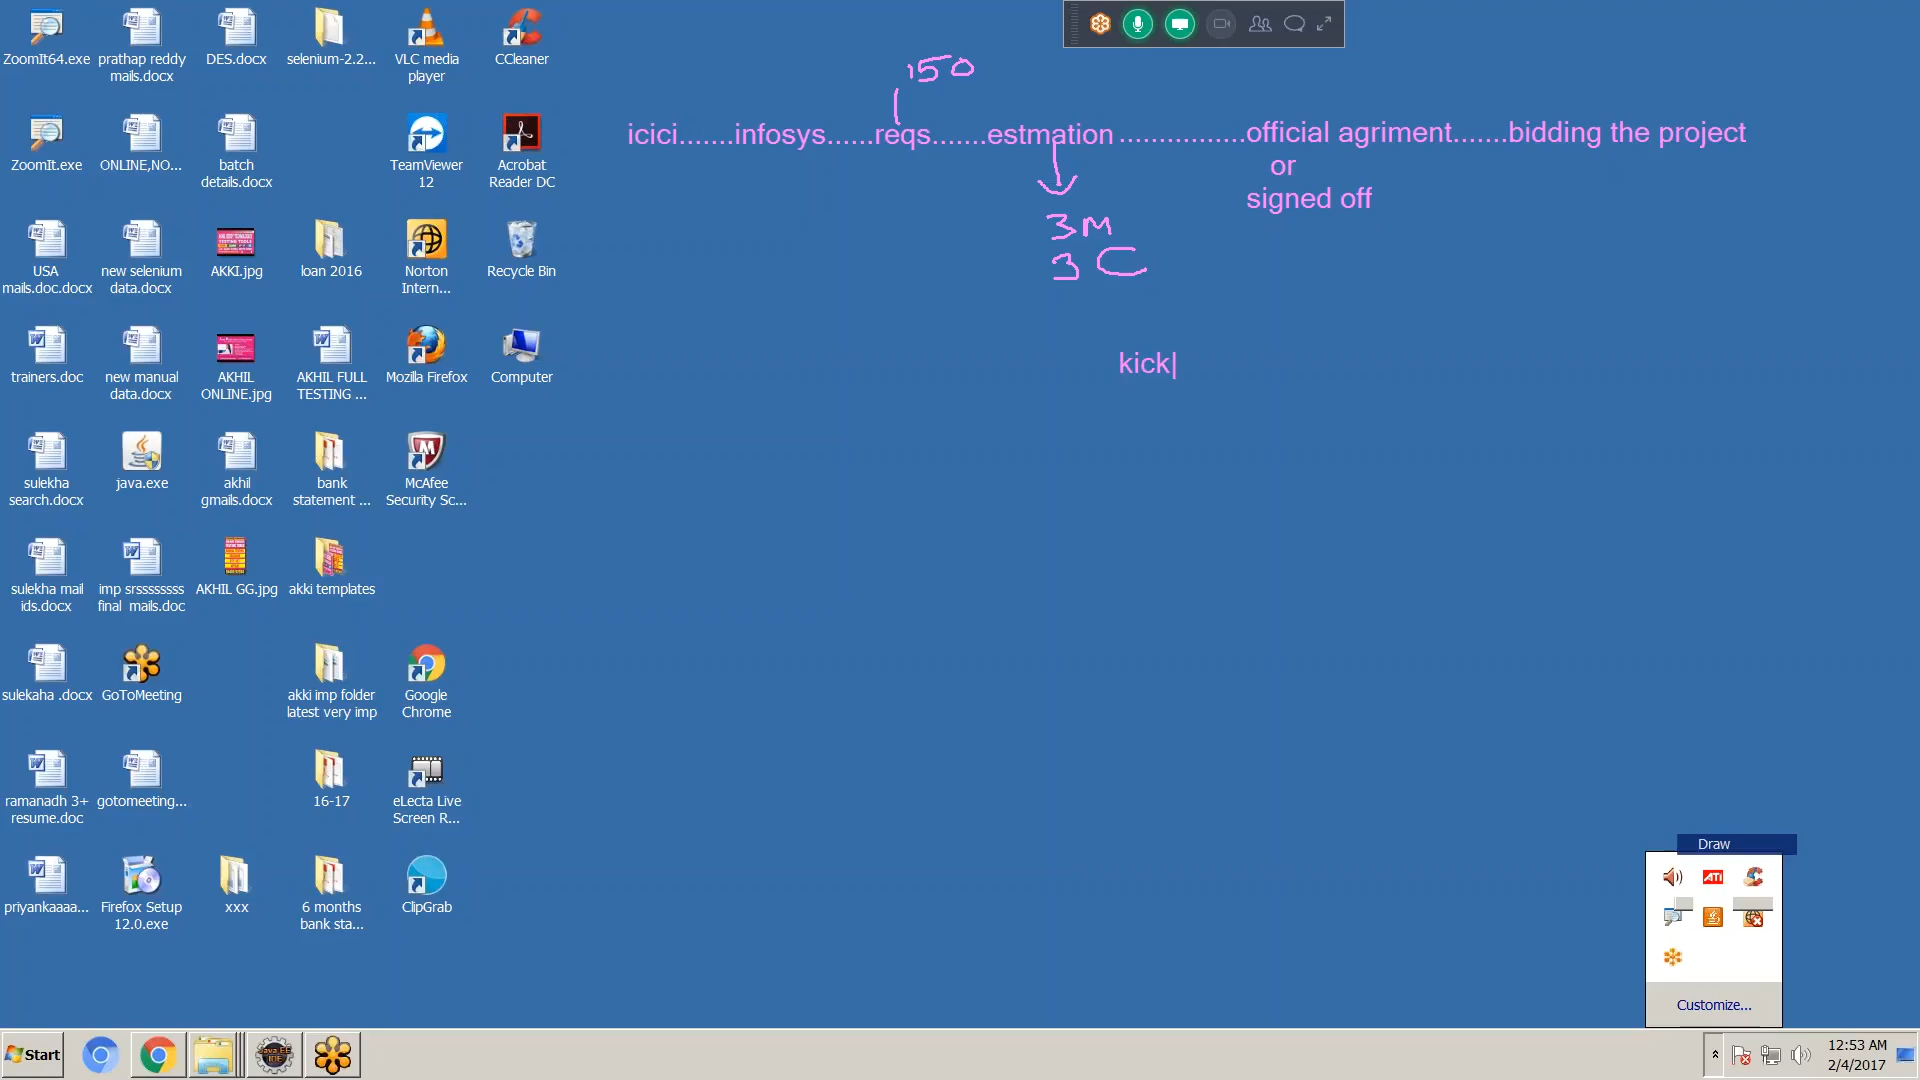 ZoomIt64.exe
prathap reddy
mails.docx
DES.docx
selenium-2.2...
VLC media
player
CCleaner
ZoomIt.exe
ONLINE,NO...
batch
details.docx
TeamViewer
12
Acrobat
Reader DC
USA
mails.doc.docx
new selenium
data.docx
AKKI.jpg
loan 2016
Norton
Intern...
Recycle Bin
trainers.doc
new manual
data.docx
AKHIL
ONLINE.jpg
AKHIL FULL
TESTING ...
Mozilla Firefox
Computer
sulekha
search.docx
java.exe
akhil
gmails.docx
bank
statement ...
McAfee
Security Sc...
sulekha mail
ids.docx
imp srsssssssss
final mails.doc
AKHIL GG.jpg
akki templates
sulekaha .docx
GoToMeeting
akki imp folder
latest very imp
Google
Chrome
ramanadh 3+
resume.doc
gotomeeting...
16-17
eLecta Live
Screen R...
priyankaaaa...
Firefox Setup
12.0.exe
xxx
6 months
bank sta...
ClipGrab
150
icici.......infosys......reqs.......estmation ................official agriment.......bidding the project
or
signed off
3M
3 C
kick
Draw
ATI
Customize...
Start
Java EE
IDE
12:53 AM
2/4/2017